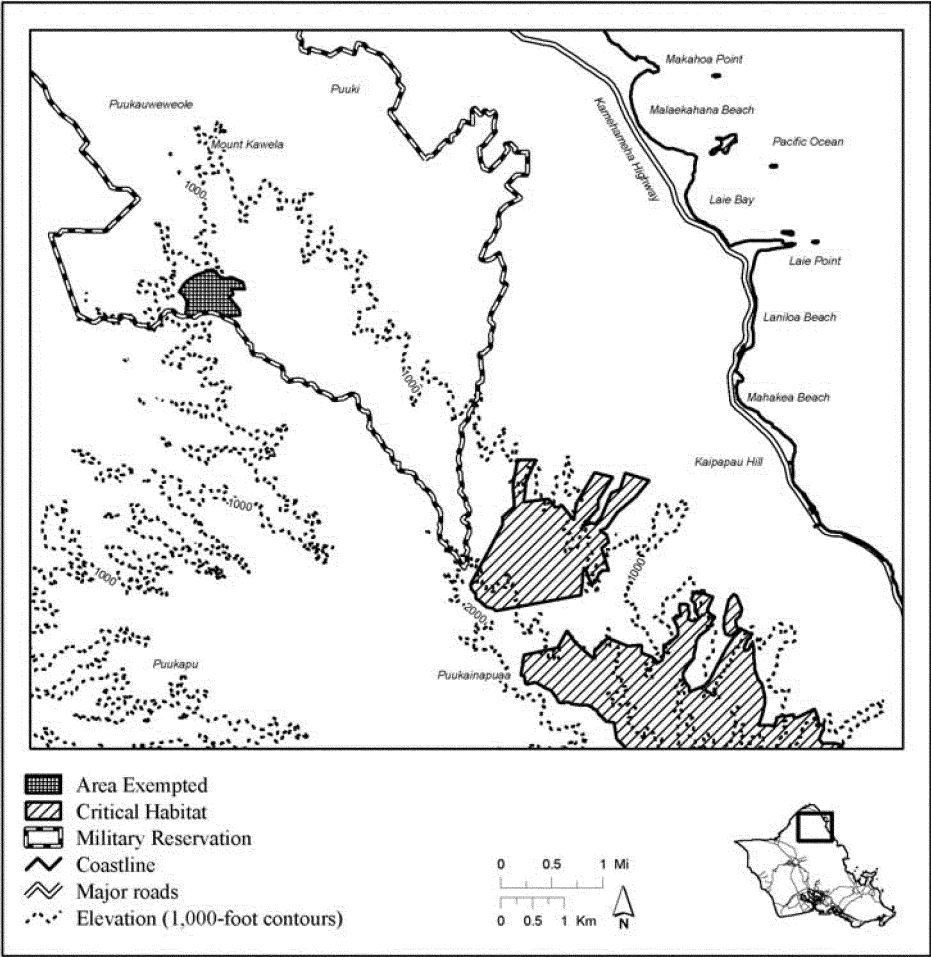 Makahoa Point
Puuki
Puukauweweole
Malaekahana Beach
Kamehameha Highway
Mount Kawela
Pacific Ocean
1000
Laie Bay
Laie Point
Laniloa Beach
1000
Mahakea Beach
Kaipapau Hill
1000
1000
1000
2000
Puukapu
Puukainapuaa
Area Exempted
Critical Habitat
Military Reservation
Coastline
Major roads
Elevation (1,000-foot contours)
0 0.5 1 Mi
0 0.5 1 Km
N